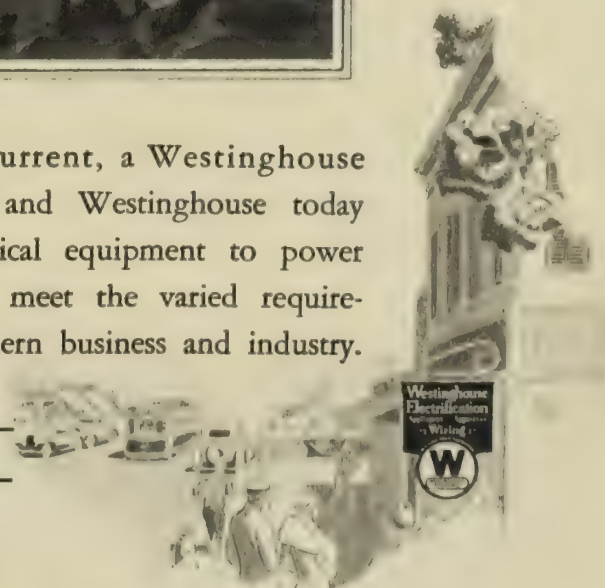 urrent, a Westinghouse
and Westinghouse today
ical equipment to power
meet the varied require-
ern business and industry.
Westinghouse
Electrification
Wiring
W